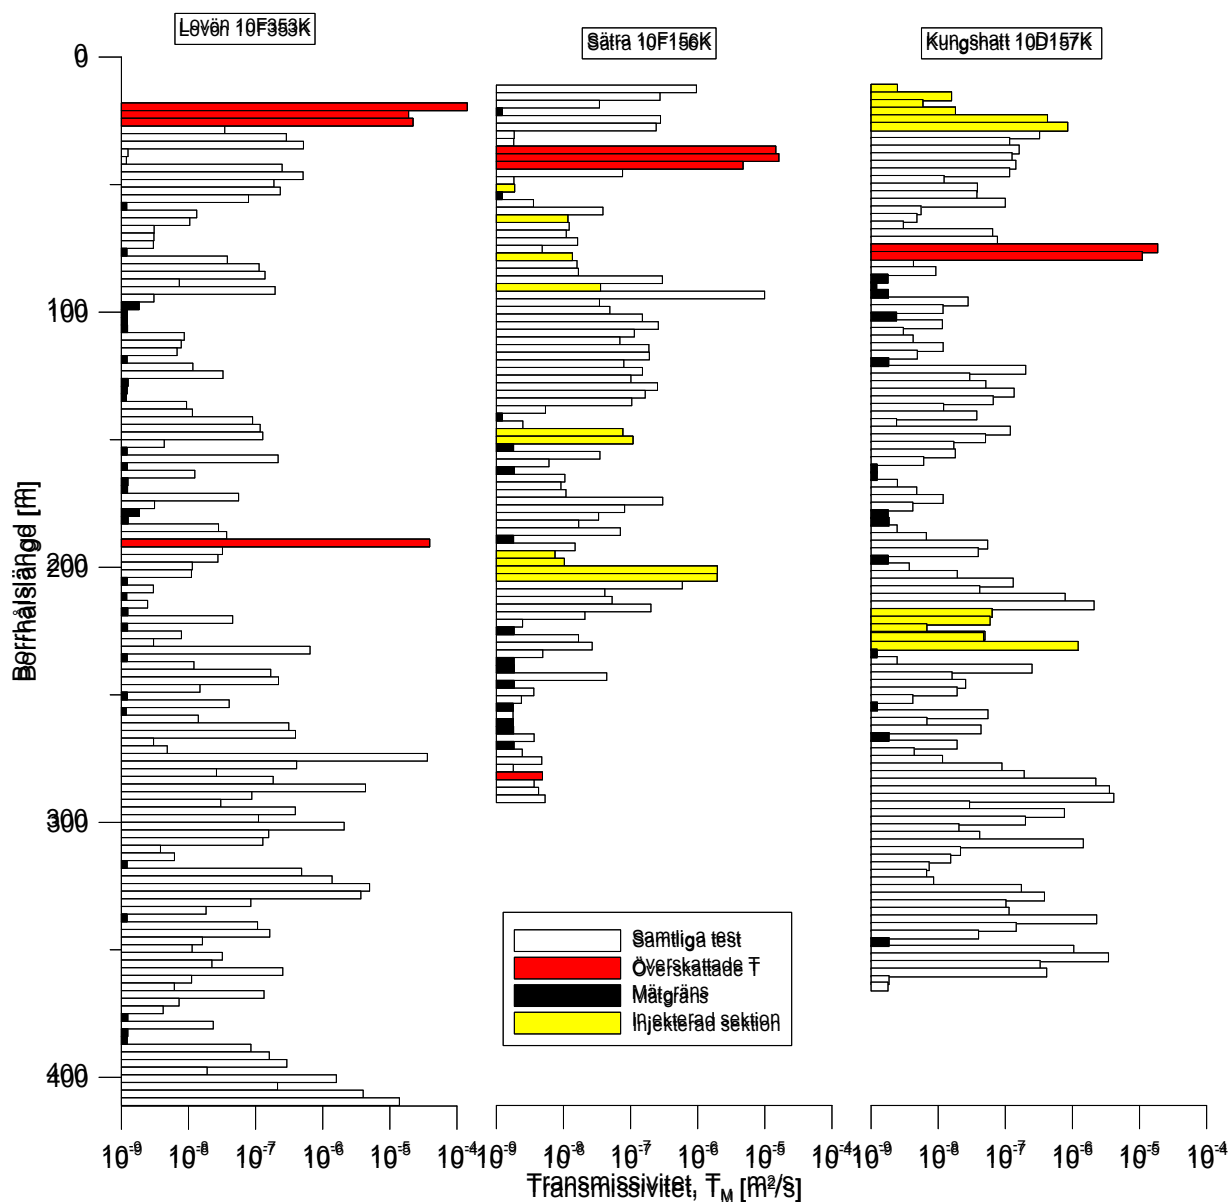 Lovön 10F353K
Sätra 10F156K
Kungshatt 10D157K
0
100
200
300
400
Borrhålslängd [m]
Samtliga test
Överskattade T
Mätgräns
Injekterad sektion
10-9 10-8 10-7 10-6 10-5 10-4 10-9 10-8 10-7 10-6 10-5 10-4 10-9 10-8 10-7 10-6 10-5 10-4
Transmissivitet, TM [m2/s]